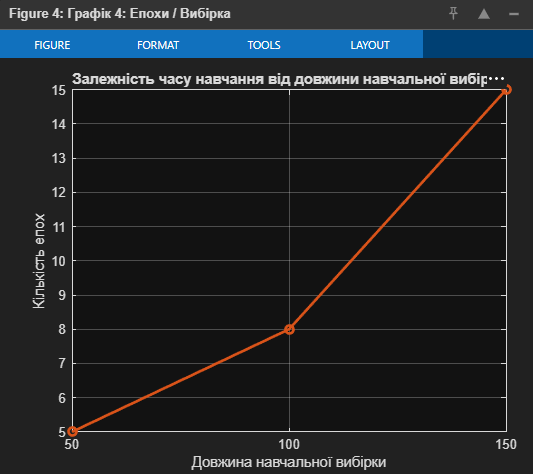 Figure 4: Графік 4: Епохи / Вибірка
FIGURE FORMAT TOOLS LAYOUT
Залежність часу навчання від довжини навчальної вибір...
15
14
13
12
11
10
9
8
7
6
5
Кількість епох
50 100 150
Довжина навчальної вибірки